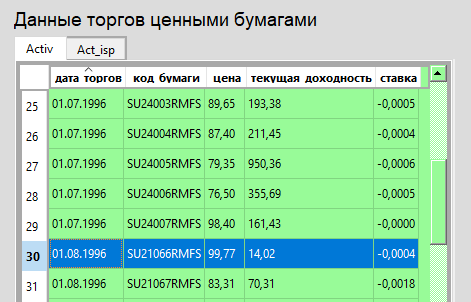 Данные торгов ценными бумагами
Activ Act_isp
дата торгов код бумаги цена текущая доходность ставка
25 01.07.1996 SU24003RMFS 89,65 193,38 -0,0005
26 01.07.1996 SU24004RMFS 87,40 211,45 -0,0004
27 01.07.1996 SU24005RMFS 79,35 950,36 -0,0006
28 01.07.1996 SU24006RMFS 76,50 355,69 -0,0005
29 01.07.1996 SU24007RMFS 98,40 161,43 -0,0000
30 01.08.1996 SU21066RMFS 99,77 14,02 -0,0004
31 01.08.1996 SU21067RMFS 83,31 70,31 -0,0018